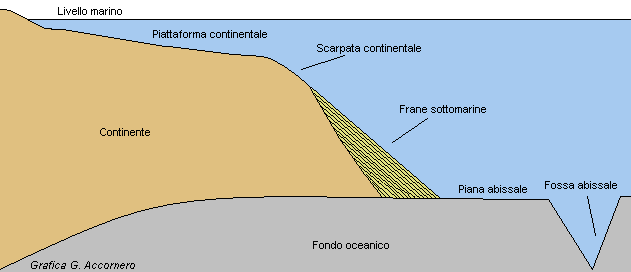 Livello marino
Piattaforma continentale
Scarpata continentale
Frane sottomarine
Continente
Piana abissale
Fossa abissale
Fondo oceanico
Grafica G. Accornero